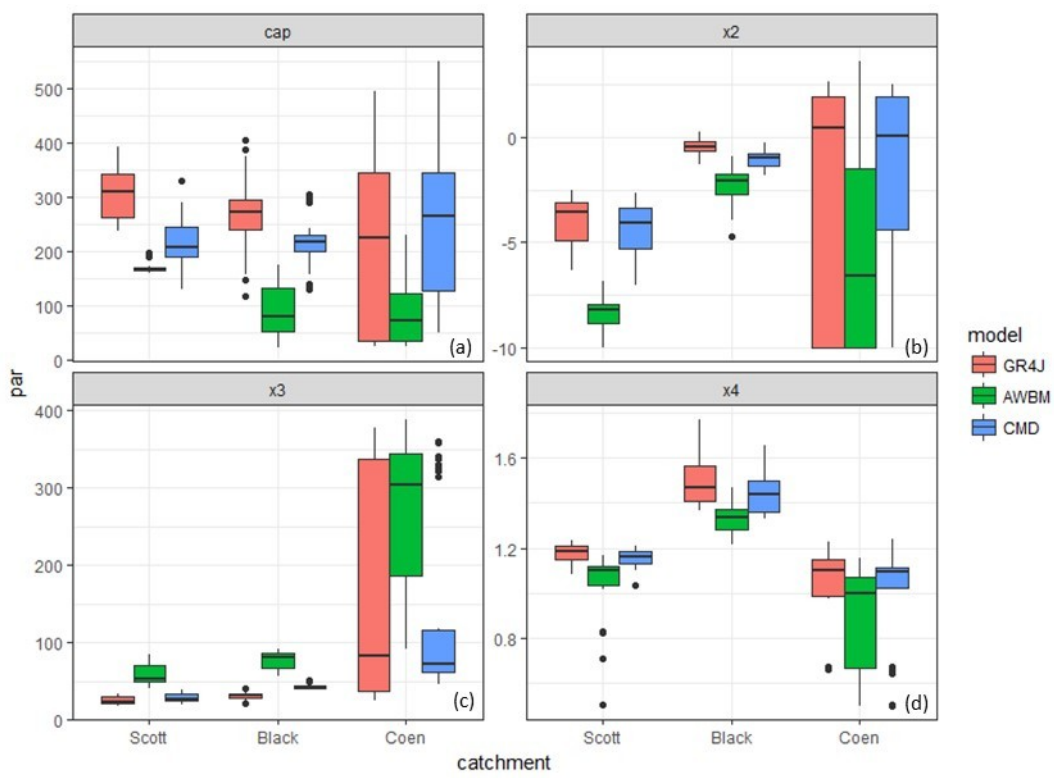 cap
x2
500
400
300
200
100
0
(a)
0
-5
-10
(b)
par
x3
x4
400
300
200
100
0
(c)
1.6
1.2
0.8
(d)
Scott Black Coen
Scott Black Coen
catchment
model
GR4J
AWBM
CMD